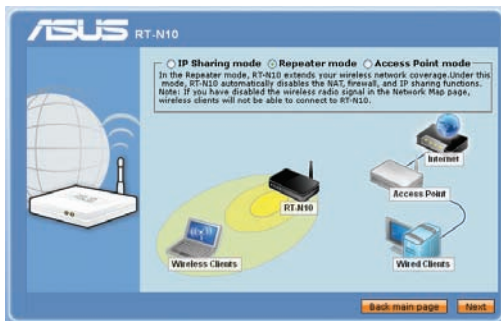 ASUS RT-N10
IP Sharing mode Repeater mode Access Point mode
In the Repeater mode, RT-N10 extends your wireless network coverage.Under this
mode, RT-N10 automatically disables the NAT, firewall, and IP sharing functions.
Note: If you have disabled the wireless radio signal in the Network Map page,
wireless clients will not be able to connect to RT-N10.
Internet
Access Point
RT-N10
Wireless Clients
Wired Clients
Back main page Next